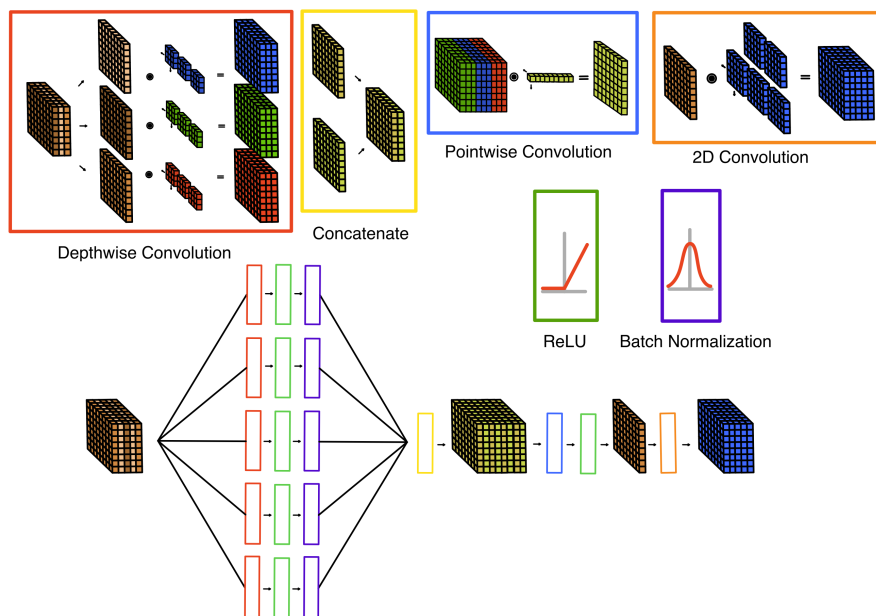 Pointwise Convolution
2D Convolution
Concatenate
Depthwise Convolution
ReLU
Batch Normalization